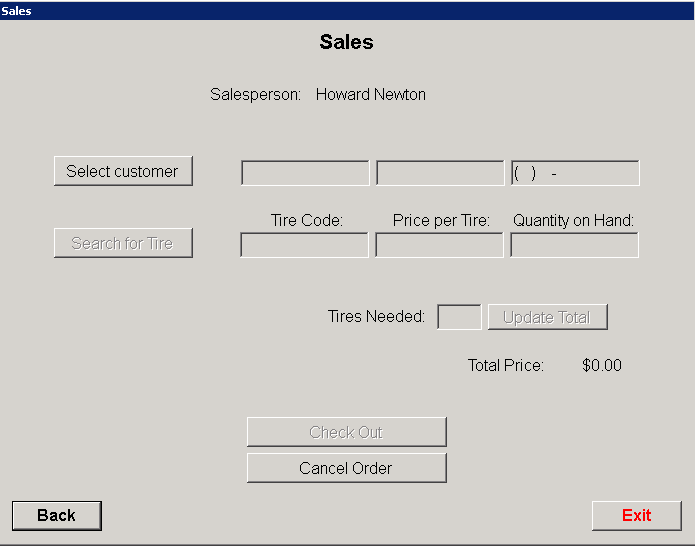 Sales
Sales
Salesperson: Howard Newton
Select customer ( ) -
Tire Code: Price per Tire: Quantity on Hand:
Search for Tire
Tires Needed: Update Total
Total Price: $0.00
Check Out
Cancel Order
Back Exit